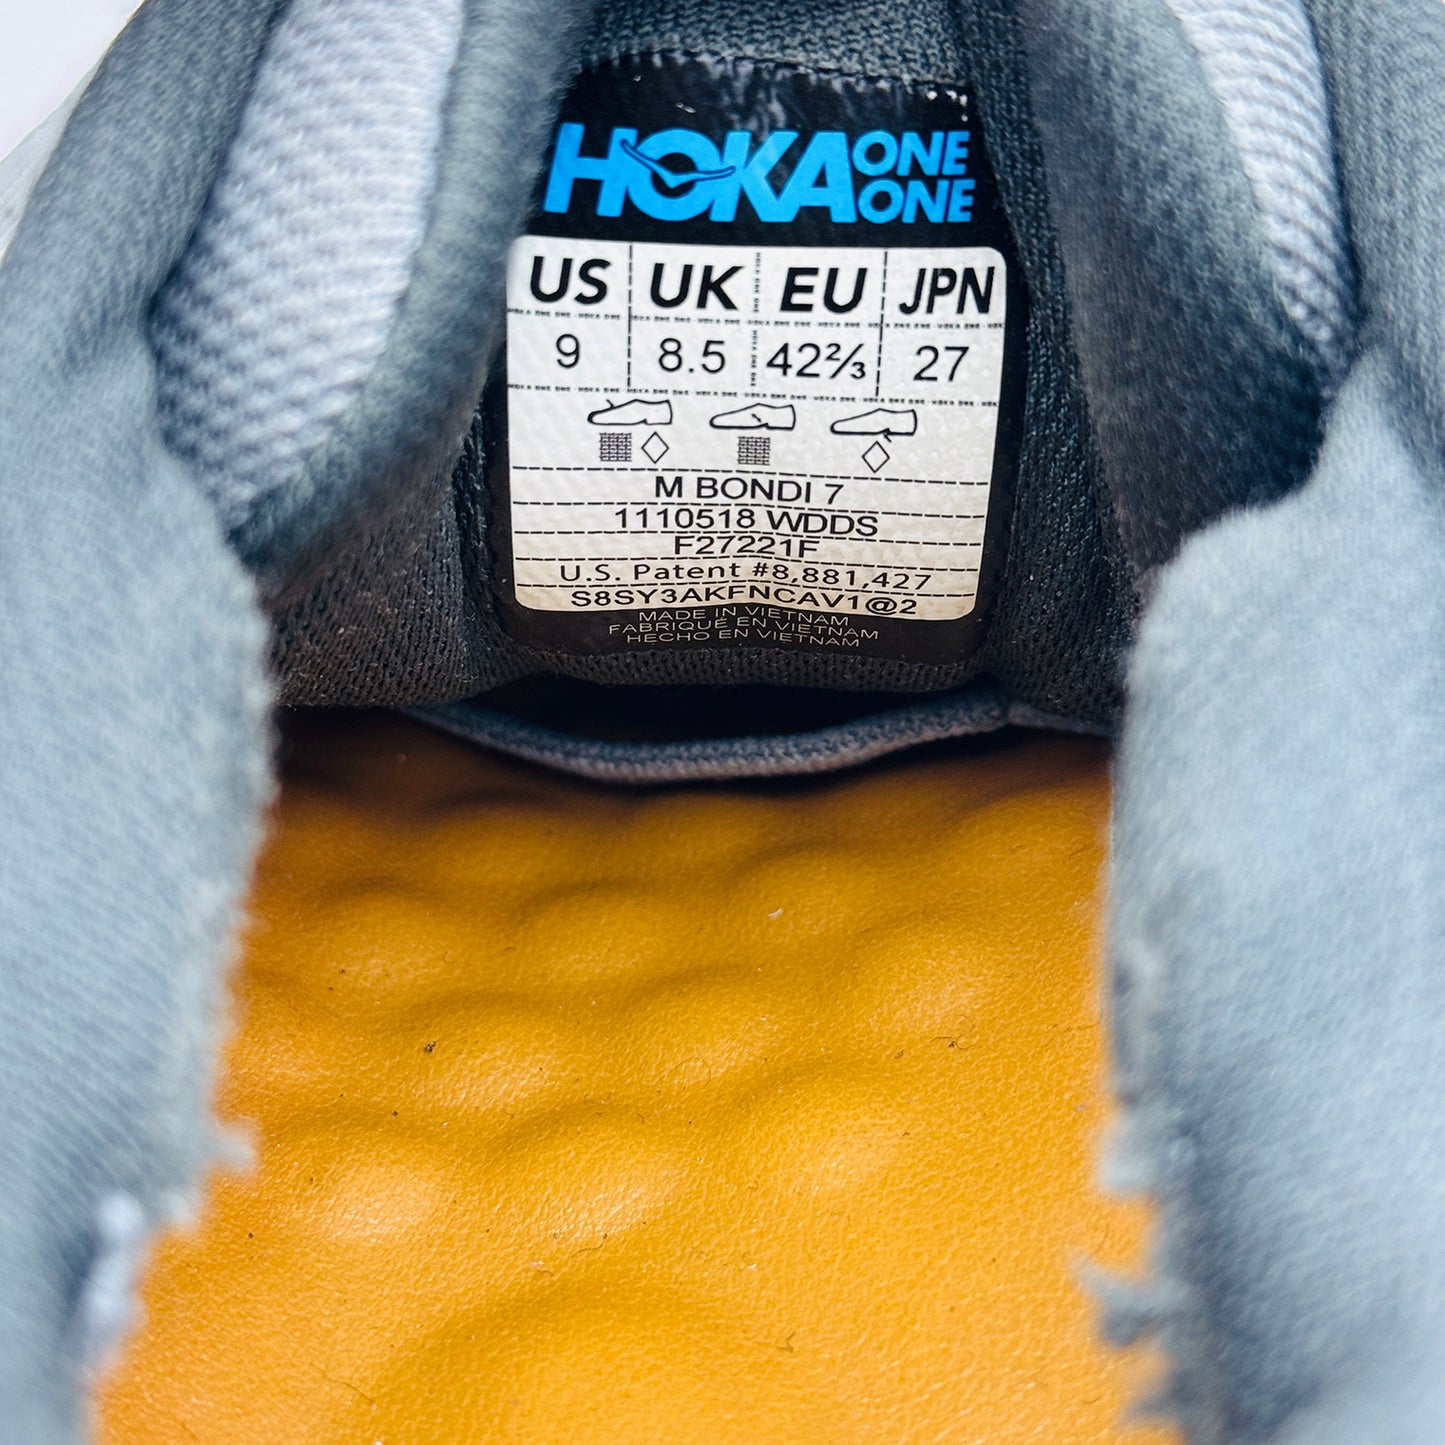 HOKA ONE ONE
US UK EU JPN
9 8.5 42⅔ 27
M BONDI 7
1110518 WDDS
F27221F
U.S. Patent #8,881,427
S8SY3AKFNCAV1@2
MADE IN VIETNAM
FABRIQUÉ EN VIETNAM
HECHO EN VIETNAM